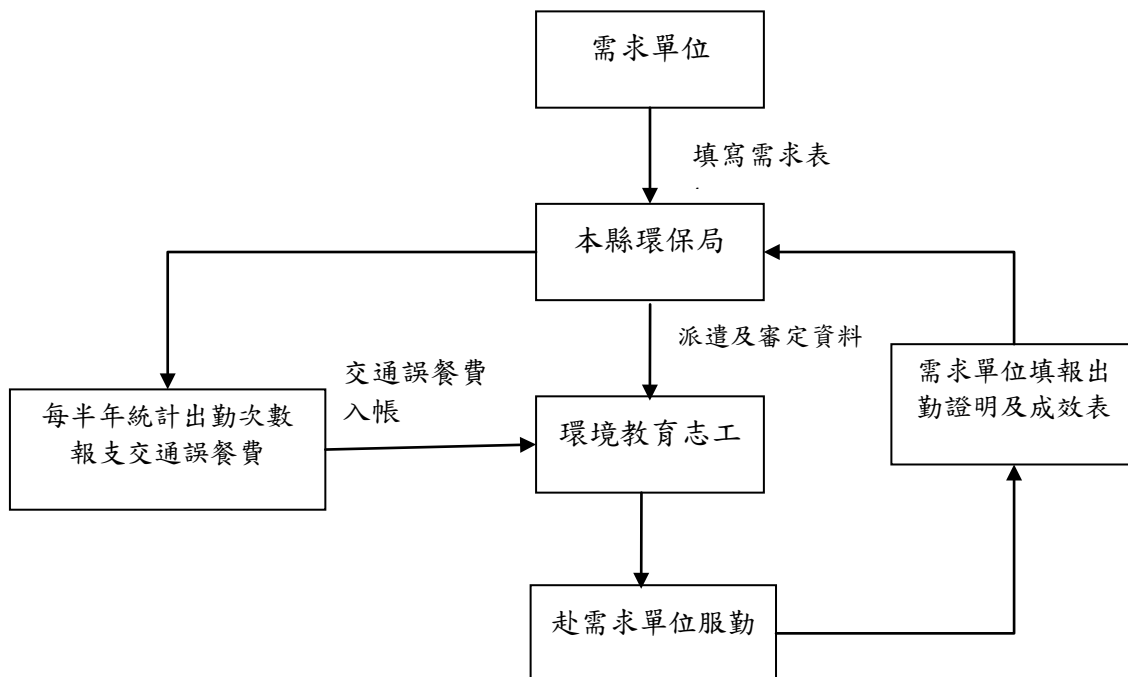 需求單位
填寫需求表
本縣環保局
派遣及審定資料
交通誤餐費
入帳
每半年統計出勤次數
報支交通誤餐費
環境教育志工
需求單位填報出
勤證明及成效表
赴需求單位服勤